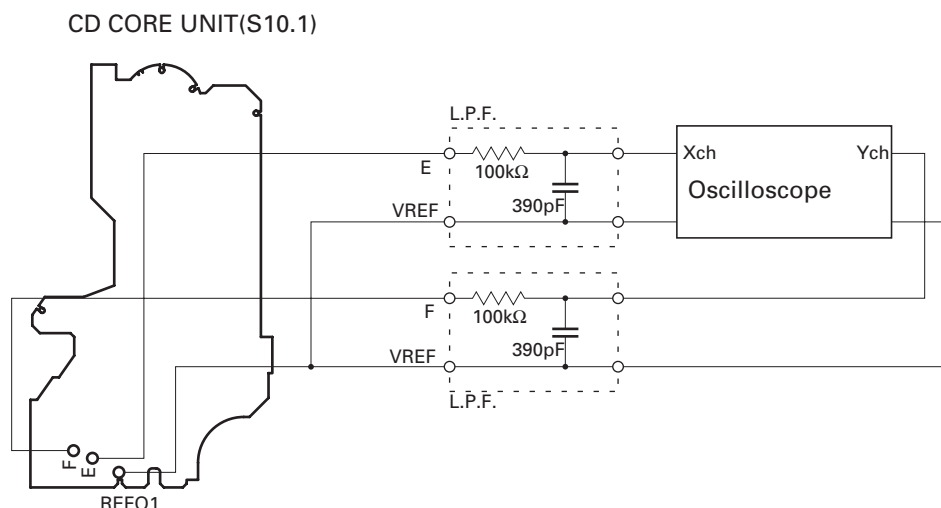 CD CORE UNIT(S10.1)
L.P.F.
E
100kΩ
390pF
VREF
Xch
Ych
Oscilloscope
F
100kΩ
390pF
VREF
L.P.F.
F
E
REFO1